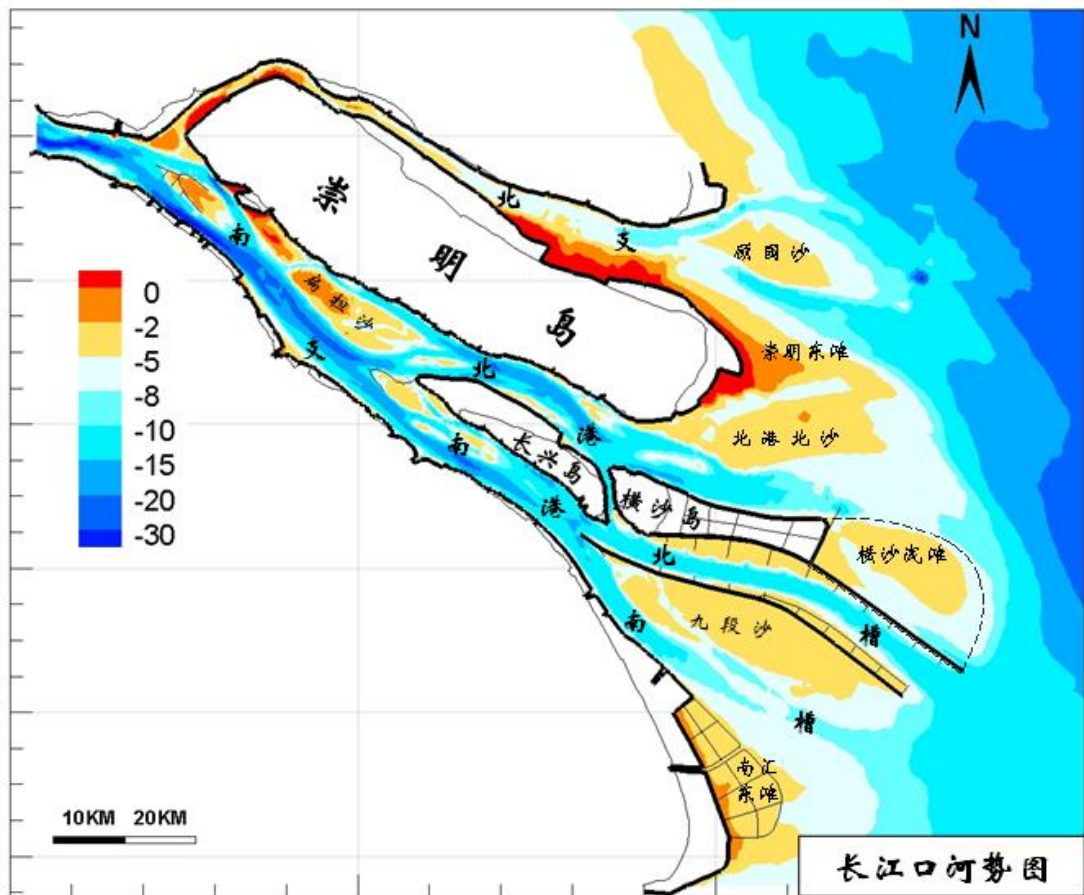 N
崇
明
岛
北
支
顾园沙
南
支
扁担沙
崇明东滩
北
港
北港北沙
南
港
长兴岛
横沙岛
横沙浅滩
北
槽
九段沙
南
槽
南汇
东滩
0
-2
-5
-8
-10
-15
-20
-30
10KM 20KM
长江口河势图